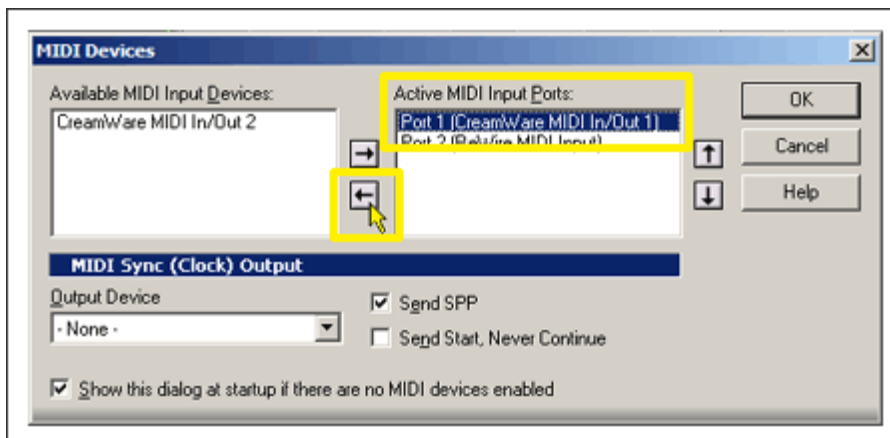 MIDI Devices
Available MIDI Input Devices:
CreamWare MIDI In/Out 2
Active MIDI Input Ports:
Port 1 (CreamWare MIDI In/Out 1)
Port 2 (ReWire MIDI Input)
OK
Cancel
Help
MIDI Sync (Clock) Output
Output Device
- None -
Send SPP
Send Start, Never Continue
Show this dialog at startup if there are no MIDI devices enabled